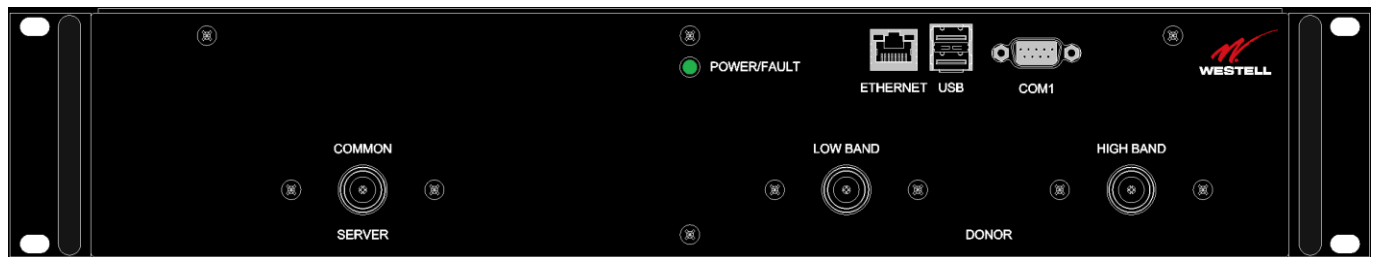 POWER/FAULT
WESTELL
ETHERNET USB COM1
COMMON LOW BAND HIGH BAND
SERVER DONOR